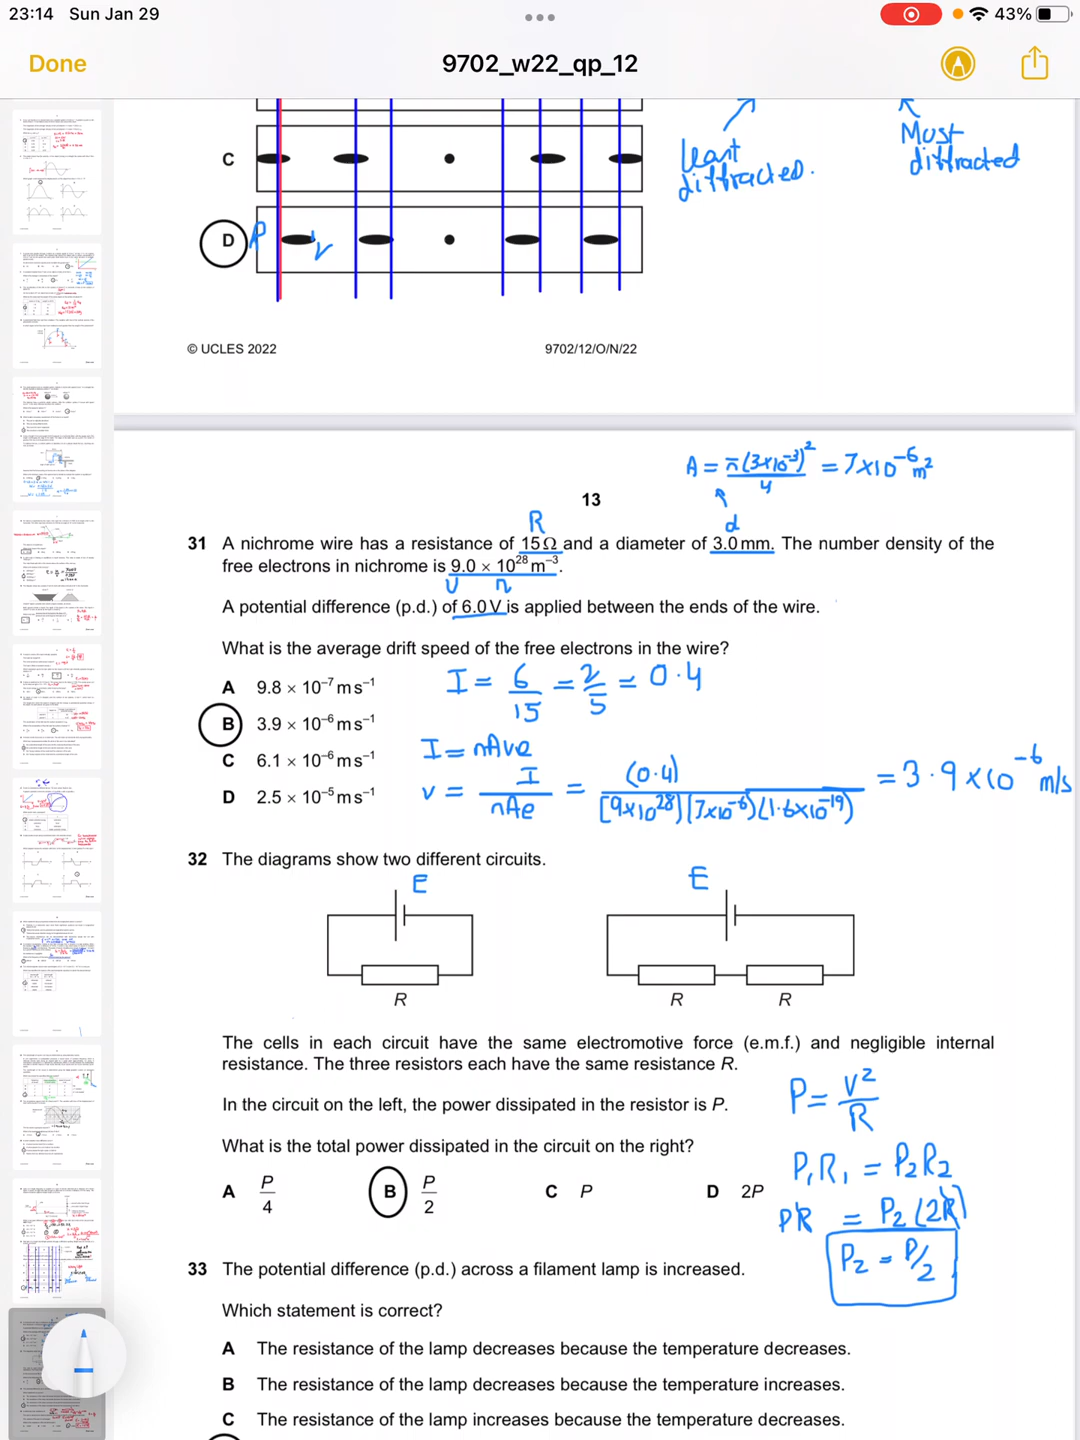 23:14 Sun Jan 29
43%
Done
9702_w22_qp_12
C
least
diffracted.
Most
diffracted
D
R
V
© UCLES 2022
9702/12/O/N/22
A = π(3×10⁻³)² / 4 = 7×10⁻⁶ m²
d
13
R
31 A nichrome wire has a resistance of 15 Ω and a diameter of 3.0 mm. The number density of the
free electrons in nichrome is 9.0 × 10²⁸ m⁻³.
V n
A potential difference (p.d.) of 6.0 V is applied between the ends of the wire.
What is the average drift speed of the free electrons in the wire?
A 9.8 × 10⁻⁷ m s⁻¹
I = 6/15 = 2/5 = 0.4
B 3.9 × 10⁻⁶ m s⁻¹
I = nAve
C 6.1 × 10⁻⁶ m s⁻¹
D 2.5 × 10⁻⁵ m s⁻¹
v = I / nAe = (0.4) / [9×10²⁸][7×10⁻⁶)(1.6×10⁻¹⁹) = 3.9×10⁻⁶ m/s
32 The diagrams show two different circuits.
E E
R R R
The cells in each circuit have the same electromotive force (e.m.f.) and negligible internal
resistance. The three resistors each have the same resistance R.
P = V²/R
In the circuit on the left, the power dissipated in the resistor is P.
What is the total power dissipated in the circuit on the right?
P₁R₁ = P₂R₂
A P/4 B P/2 C P D 2P
PR = P₂(2R)
P₂ = P/2
33 The potential difference (p.d.) across a filament lamp is increased.
Which statement is correct?
A The resistance of the lamp decreases because the temperature decreases.
B The resistance of the lamp decreases because the temperature increases.
C The resistance of the lamp increases because the temperature decreases.